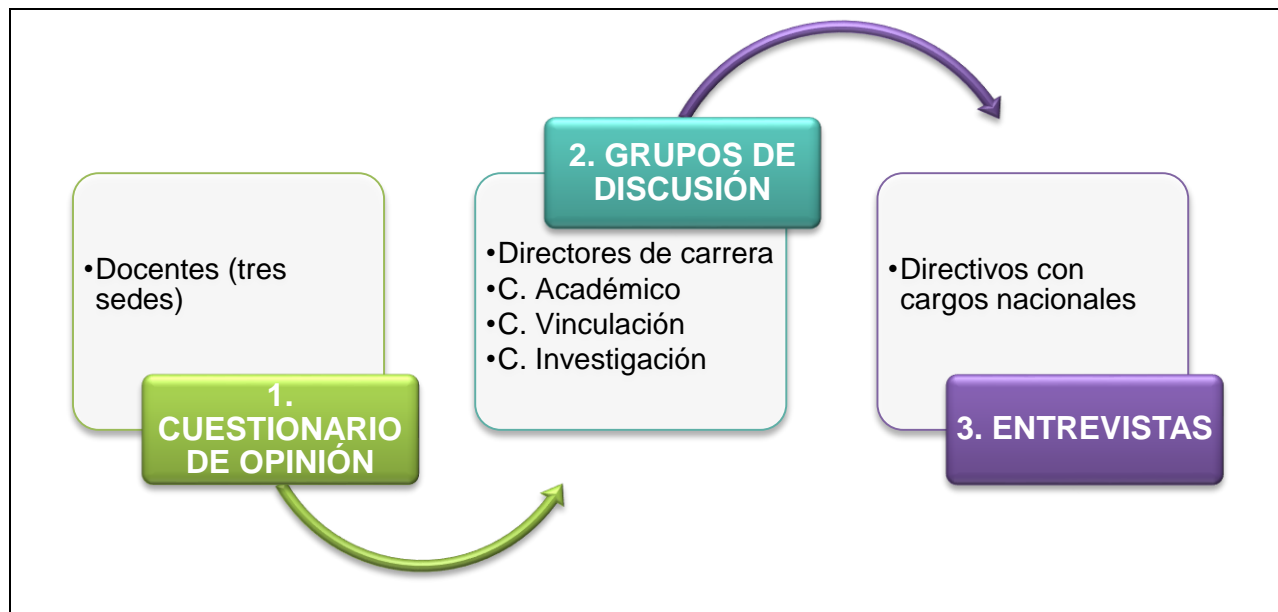 •Docentes (tres
sedes)
1.
CUESTIONARIO
DE OPINIÓN
2. GRUPOS DE
DISCUSIÓN
•Directores de carrera
•C. Académico
•C. Vinculación
•C. Investigación
•Directivos con
cargos nacionales
3. ENTREVISTAS